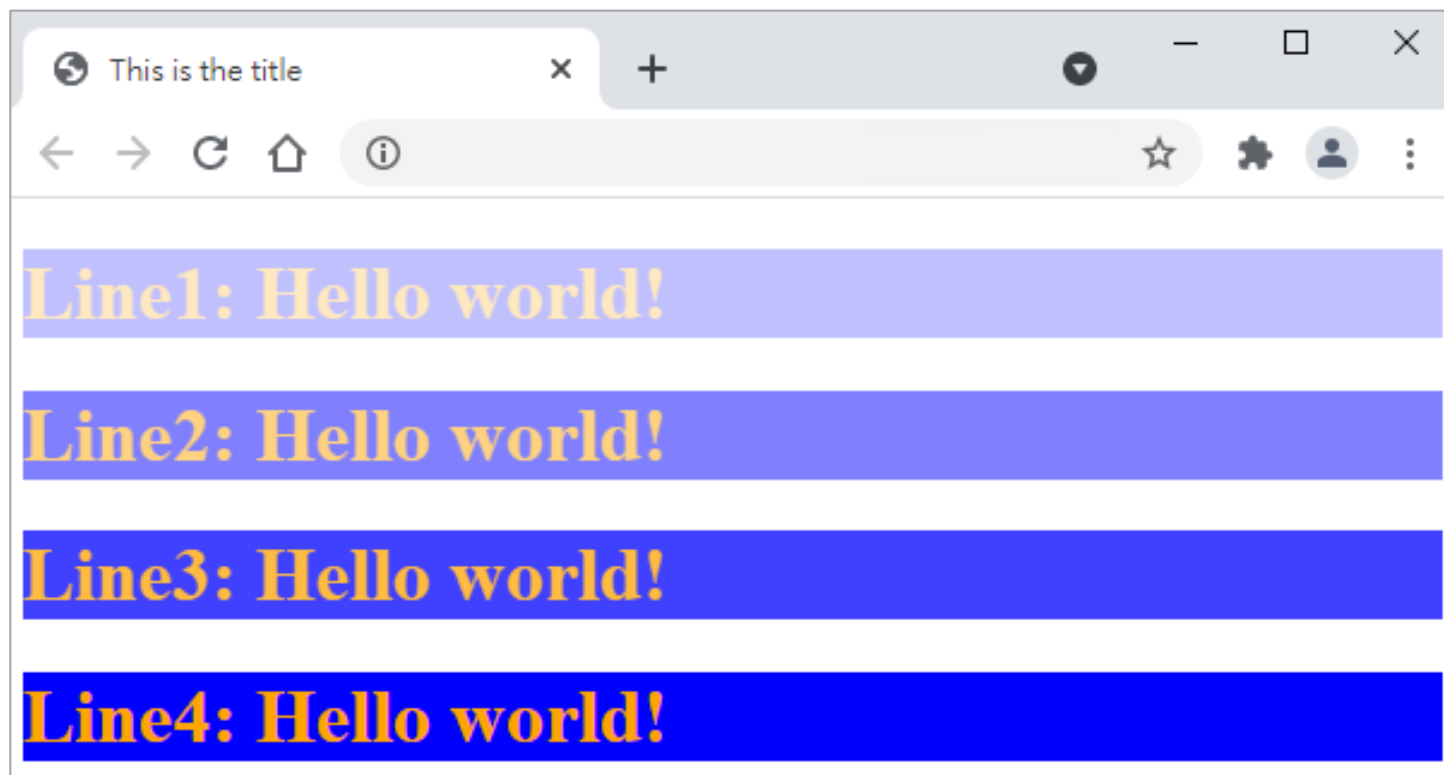 This is the title
Line1: Hello world!
Line2: Hello world!
Line3: Hello world!
Line4: Hello world!